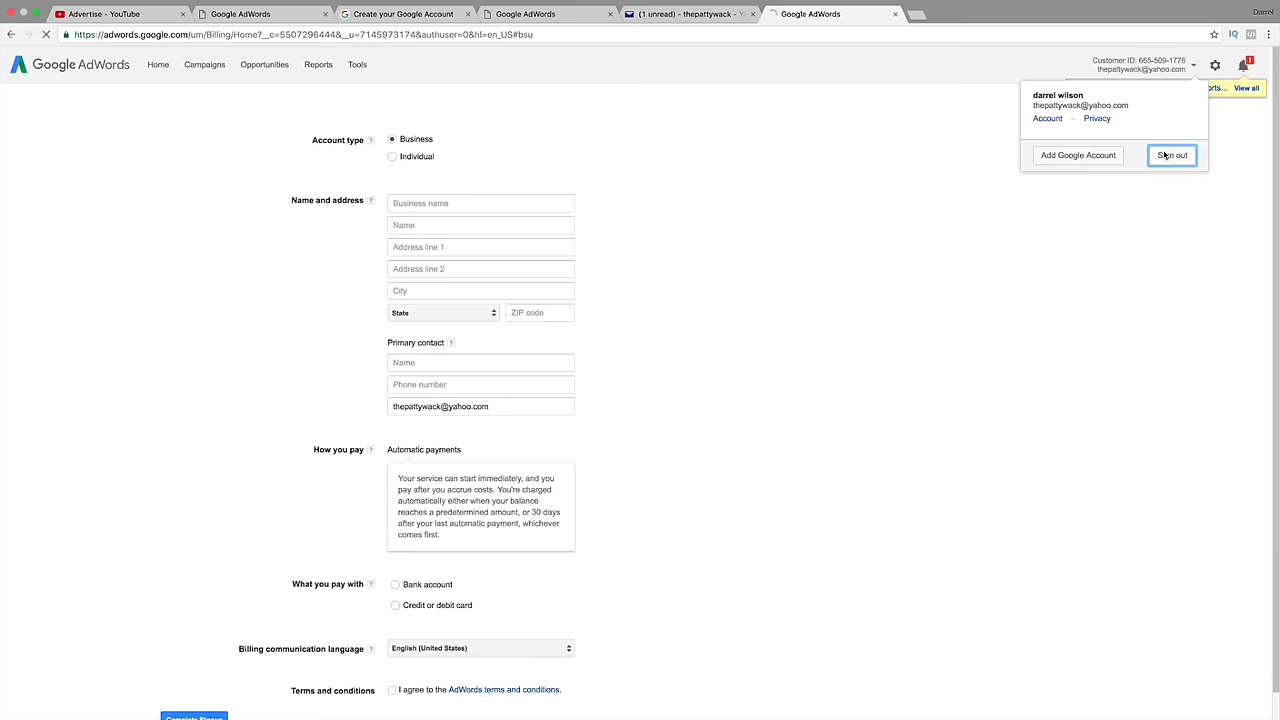 Advertise - YouTube
Google AdWords
Create your Google Account
Google AdWords
(1 unread) - thepattywack - Y
Google AdWords
Darrel
https://adwords.google.com/um/Billing/Home?__c=5507296444&__u=7145973174&authuser=0&hl=en_US#bsu
IQ
Google AdWords
Home
Campaigns
Opportunities
Reports
Tools
Customer ID: 665-509-1776
thepattywack@yahoo.com
orts... View all
darrel wilson
thepattywack@yahoo.com
Account – Privacy
Add Google Account
Sign out
Account type ?
Business
Individual
Name and address ?
Business name
Name
Address line 1
Address line 2
City
State
ZIP code
Primary contact ?
Name
Phone number
thepattywack@yahoo.com
How you pay ?
Automatic payments
Your service can start immediately, and you
pay after you accrue costs. You're charged
automatically either when your balance
reaches a predetermined amount, or 30 days
after your last automatic payment, whichever
comes first.
What you pay with ?
Bank account
Credit or debit card
Billing communication language ?
English (United States)
Terms and conditions
I agree to the AdWords terms and conditions.
Complete Signup